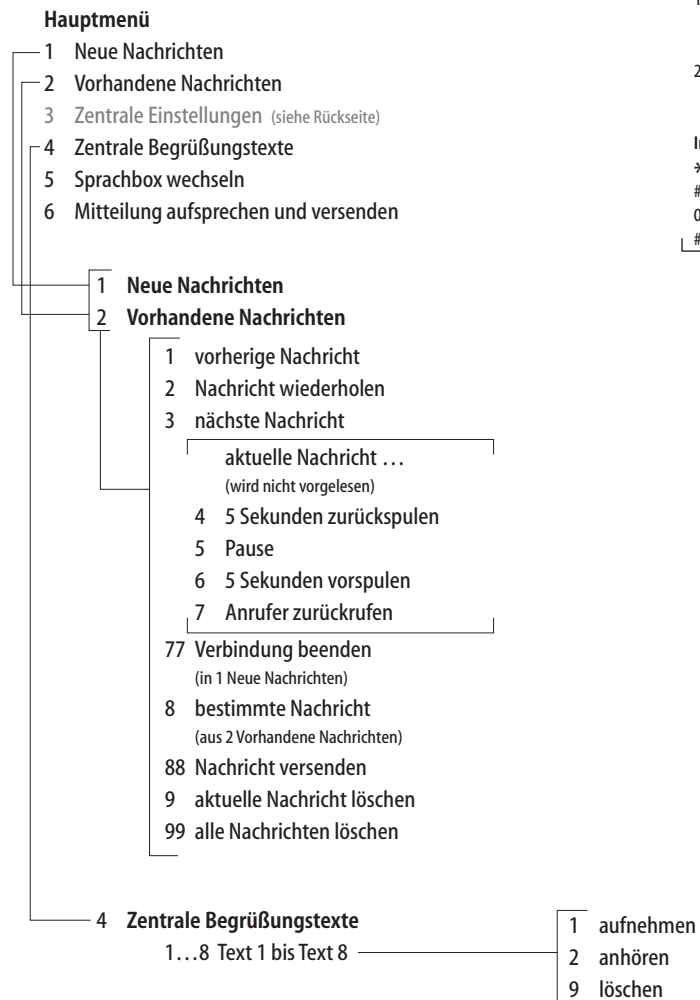 Hauptmenü
1 Neue Nachrichten
2 Vorhandene Nachrichten
3 Zentrale Einstellungen (siehe Rückseite)
4 Zentrale Begrüßungstexte
5 Sprachbox wechseln
6 Mitteilung aufsprechen und versenden
1 Neue Nachrichten
2 Vorhandene Nachrichten
1 vorherige Nachricht
2 Nachricht wiederholen
3 nächste Nachricht
aktuelle Nachricht …
(wird nicht vorgelesen)
4 5 Sekunden zurückspulen
5 Pause
6 5 Sekunden vorspulen
7 Anrufer zurückrufen
77 Verbindung beenden
(in 1 Neue Nachrichten)
8 bestimmte Nachricht
(aus 2 Vorhandene Nachrichten)
88 Nachricht versenden
9 aktuelle Nachricht löschen
99 alle Nachrichten löschen
4 Zentrale Begrüßungstexte
1…8 Text 1 bis Text 8
1 aufnehmen
2 anhören
9 löschen
2
#
#